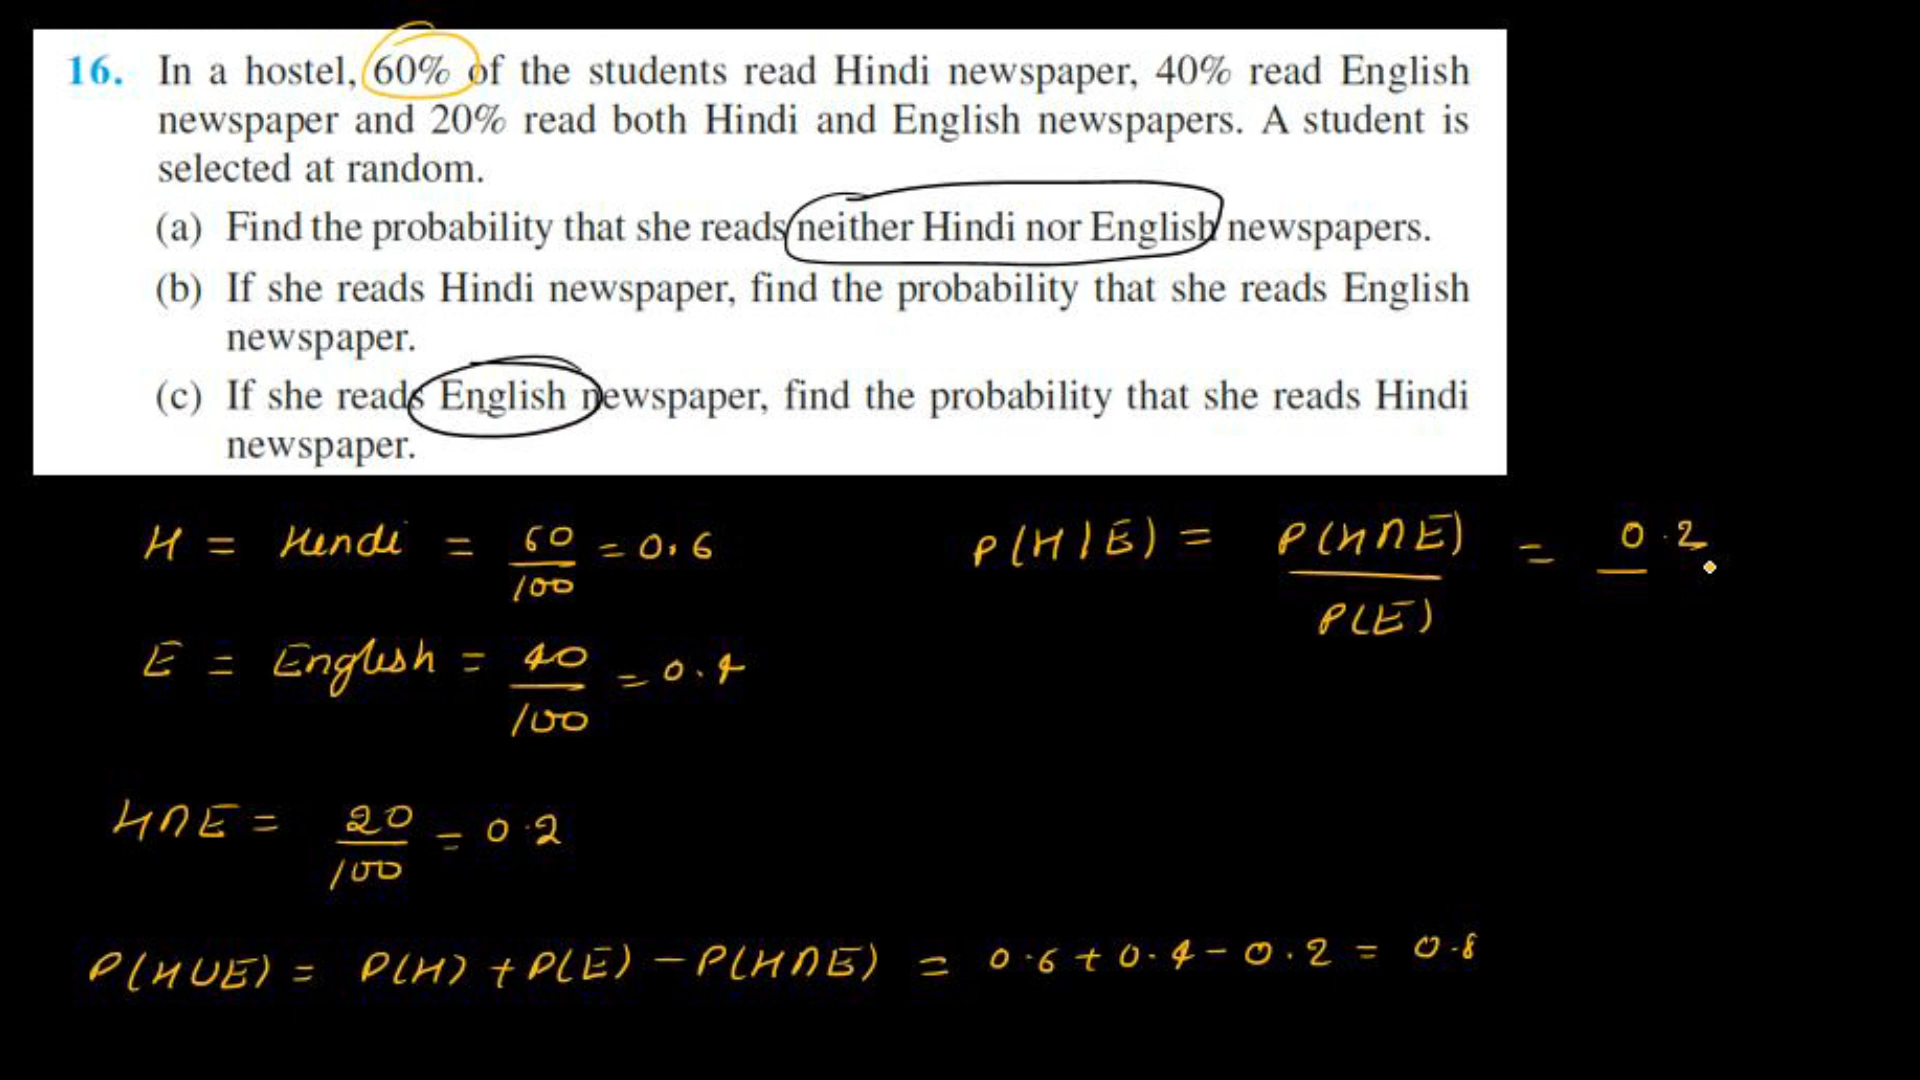 16. In a hostel, 60% of the students read Hindi newspaper, 40% read English
newspaper and 20% read both Hindi and English newspapers. A student is
selected at random.
(a) Find the probability that she reads neither Hindi nor English newspapers.
(b) If she reads Hindi newspaper, find the probability that she reads English
newspaper.
(c) If she reads English newspaper, find the probability that she reads Hindi
newspaper.
H = Hindi = 60/100 = 0.6
E = English = 40/100 = 0.4
H∩E = 20/100 = 0.2
P(H∪E) = P(H) + P(E) - P(H∩E) = 0.6 + 0.4 - 0.2 = 0.8
P(H|E) = P(H∩E)/P(E) = 0.2